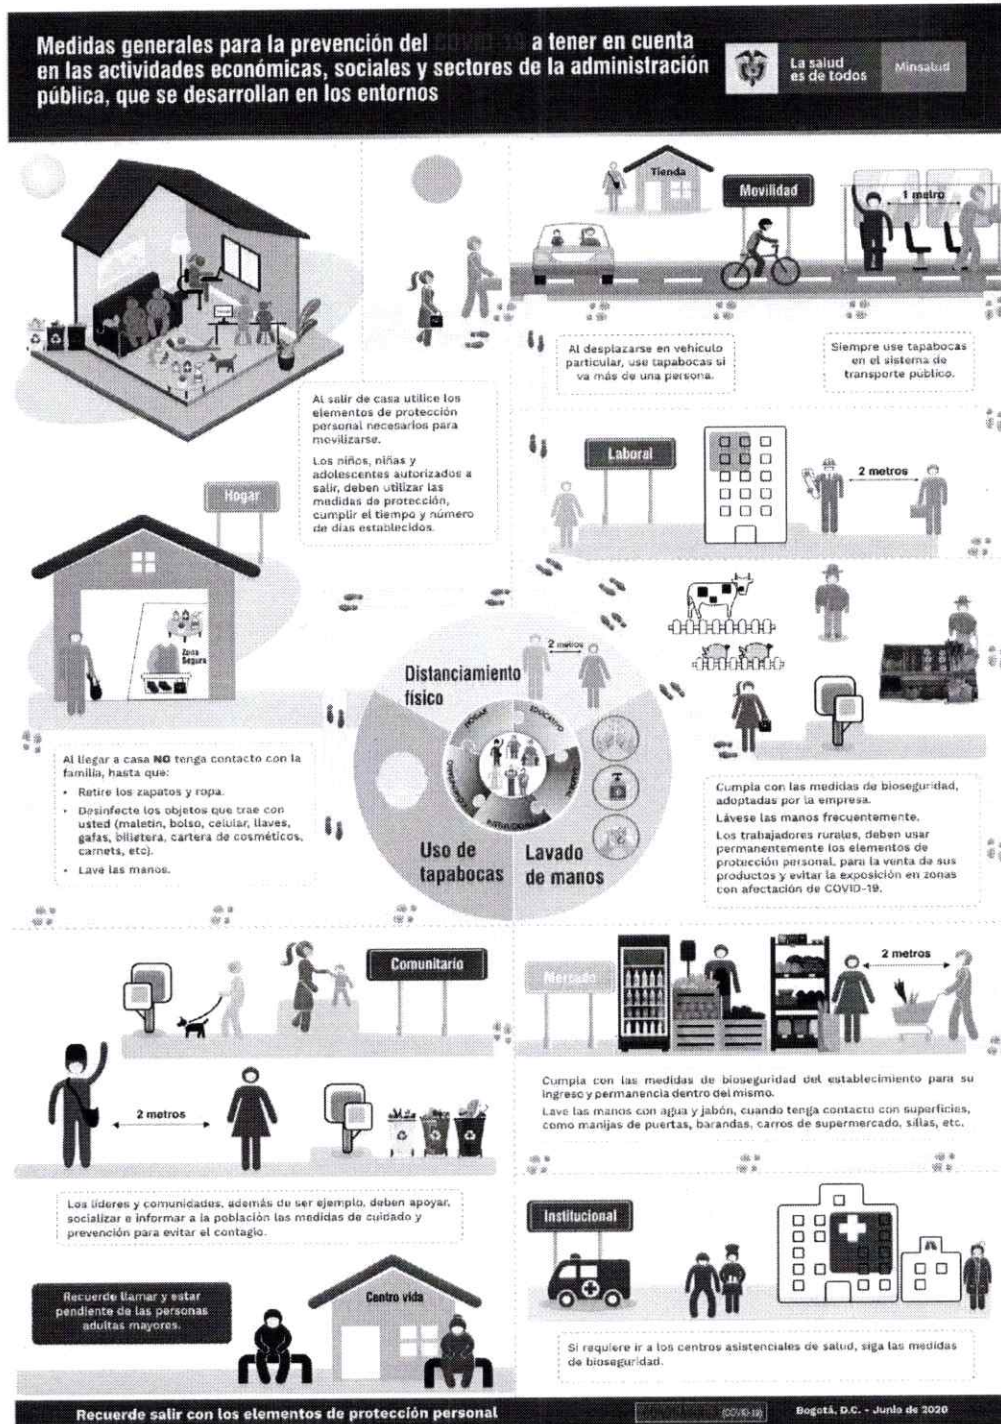 Medidas generales para la prevención del COVID-19 a tener en cuenta
en las actividades económicas, sociales y sectores de la administración
pública, que se desarrollan en los entornos
La salud
es de todos
Minsalud
Tienda
Movilidad
1 metro
Al desplazarse en vehículo
particular, use tapabocas si
va más de una persona.
Siempre use tapabocas
en el sistema de
transporte público.
Al salir de casa utilice los
elementos de protección
personal necesarios para
movilizarse.
Los niños, niñas y
adolescentes autorizados a
salir, deben utilizar las
medidas de protección,
cumplir el tiempo y número
de días establecidos.
Laboral
2 metros
Hogar
Zona
Segura
Al llegar a casa NO tenga contacto con la
familia, hasta que:
• Retire los zapatos y ropa.
• Desinfecte los objetos que trae con
usted (maletín, bolso, celular, llaves,
gafas, billetera, cartera de cosméticos,
carnets, etc).
• Lave las manos.
Distanciamiento
físico
2 metros
HOGAR
EDUCATIVO
Uso de
tapabocas
Lavado
de manos
Cumpla con las medidas de bioseguridad,
adoptadas por la empresa.
Lávese las manos frecuentemente.
Los trabajadores rurales, deben usar
permanentemente los elementos de
protección personal, para la venta de sus
productos y evitar la exposición en zonas
con afectación de COVID-19.
Comunitario
2 metros
Los líderes y comunidades, además de ser ejemplo, deben apoyar,
socializar e informar a la población las medidas de cuidado y
prevención para evitar el contagio.
Mercado
2 metros
Cumpla con las medidas de bioseguridad del establecimiento para su
ingreso y permanencia dentro del mismo.
Lave las manos con agua y jabón, cuando tenga contacto con superficies,
como manijas de puertas, barandas, carros de supermercado, sillas, etc.
Recuerde llamar y estar
pendiente de las personas
adultas mayores.
Centro vida
Institucional
Si requiere ir a los centros asistenciales de salud, siga las medidas
de bioseguridad.
Recuerde salir con los elementos de protección personal
(COVID-19)
Bogotá, D.C. - Junio de 2020